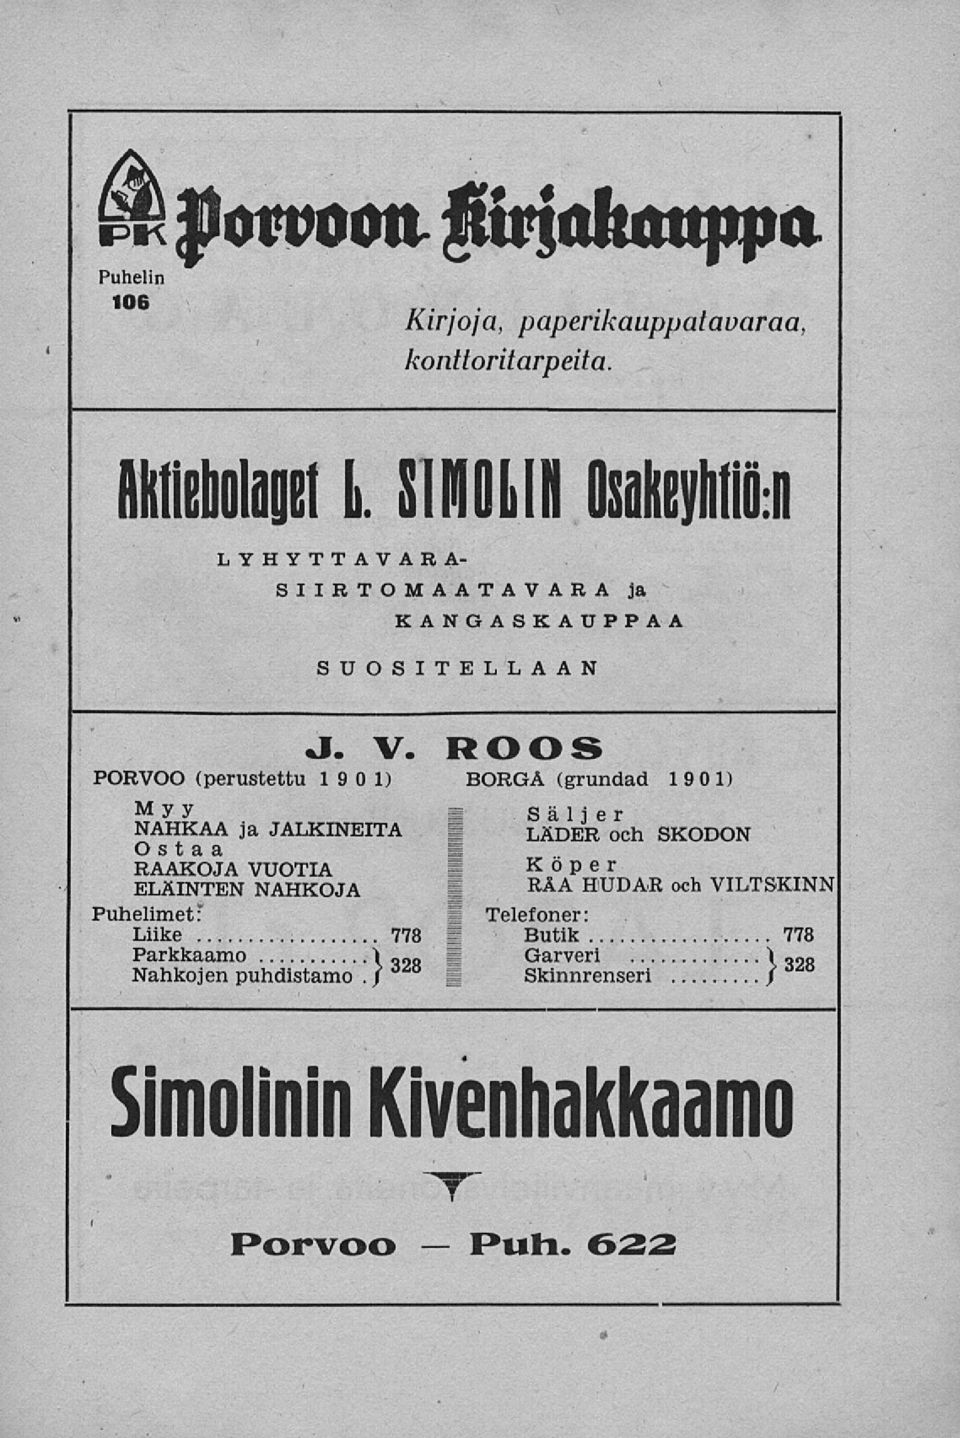 PK
Porvoon Kirjakauppa
Puhelin
106
Kirjoja, paperikauppatavaraa,
konttoritarpeita.
Aktiebolaget L. SIMOLIN Osakeyhtiö:n
LYHYTTAVARA-
SIIRTOMAATAVARA ja
KANGASKAUPPAA
SUOSITELLAAN
J. V. ROOS
PORVOO (perustettu 1901)
Myy
NAHKAA ja JALKINEITA
Ostaa
RAAKOJA VUOTIA
ELÄINTEN NAHKOJA
Puhelimet:
Liike .................. 778
Parkkaamo ...........} 328
Nahkojen puhdistamo .
BORGÅ (grundad 1901)
Säljer
LÄDER och SKODON
Köper
RÅA HUDAR och VILTSKINN
Telefoner:
Butik .................. 778
Garveri .............} 328
Skinnrenseri .........
Simolinin Kivenhakkaamo
Porvoo — Puh. 622